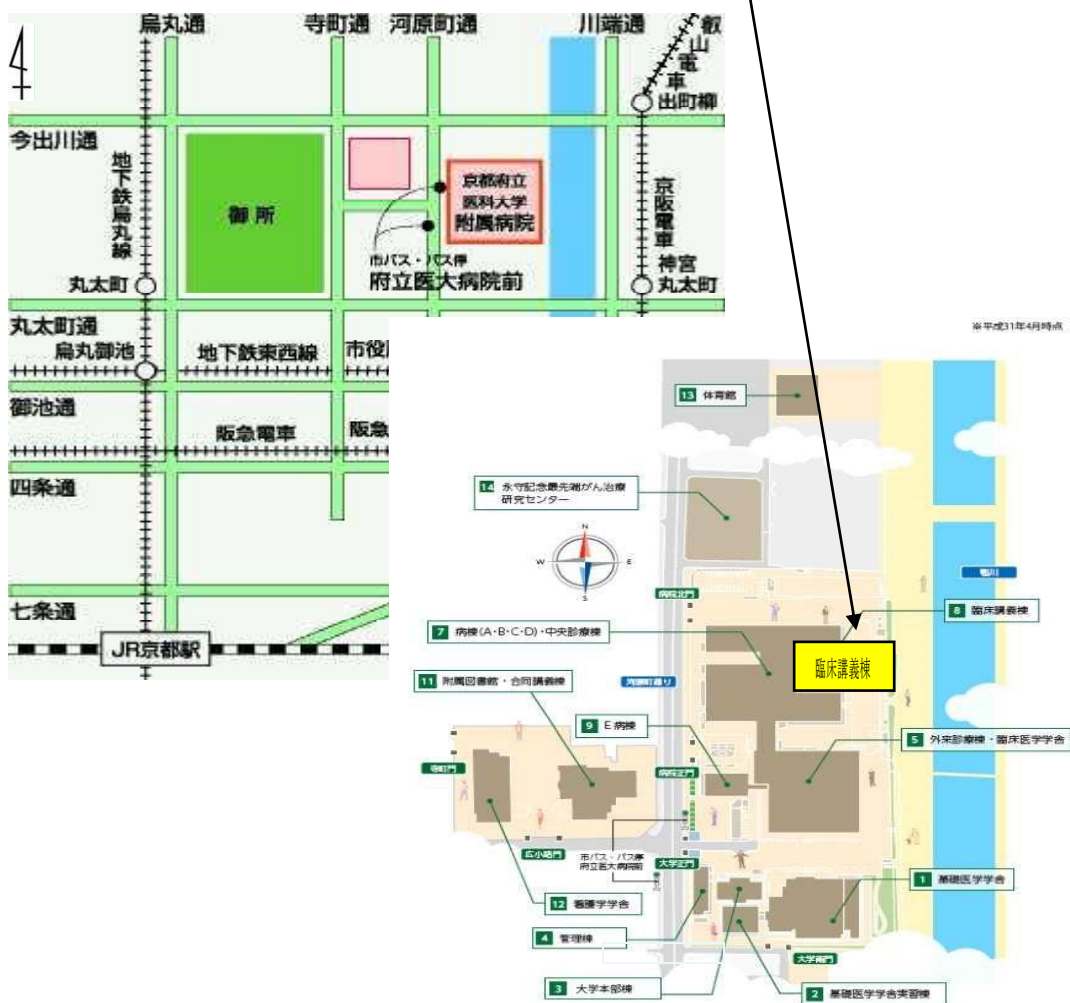 烏丸通
寺町通
河原町通
川端通
叡山電車
出町柳
今出川通
地下鉄烏丸線
御所
京都府立
医科大学
附属病院
京阪電車
市バス・バス停
府立医大病院前
神宮
丸太町
丸太町
丸太町通
烏丸御池
地下鉄東西線
市役
御池通
阪急電車
阪急
四条通
七条通
JR京都駅
※平成31年4月時点
13 体育館
14 永守記念最先端がん治療
研究センター
N
W
E
S
鴨川
病院北門
8 臨床講義棟
7 病棟(A・B・C・D)・中央診療棟
臨床講義棟
11 附属図書館・合同講義棟
河原町通り
9 E病棟
5 外来診療棟・臨床医学学舎
寺町門
病院正門
広小路門
市バス・バス停
府立医大病院前
大学正門
1 基礎医学学舎
12 看護学学舎
4 管理棟
大学南門
3 大学本部棟
2 基礎医学学舎実習棟